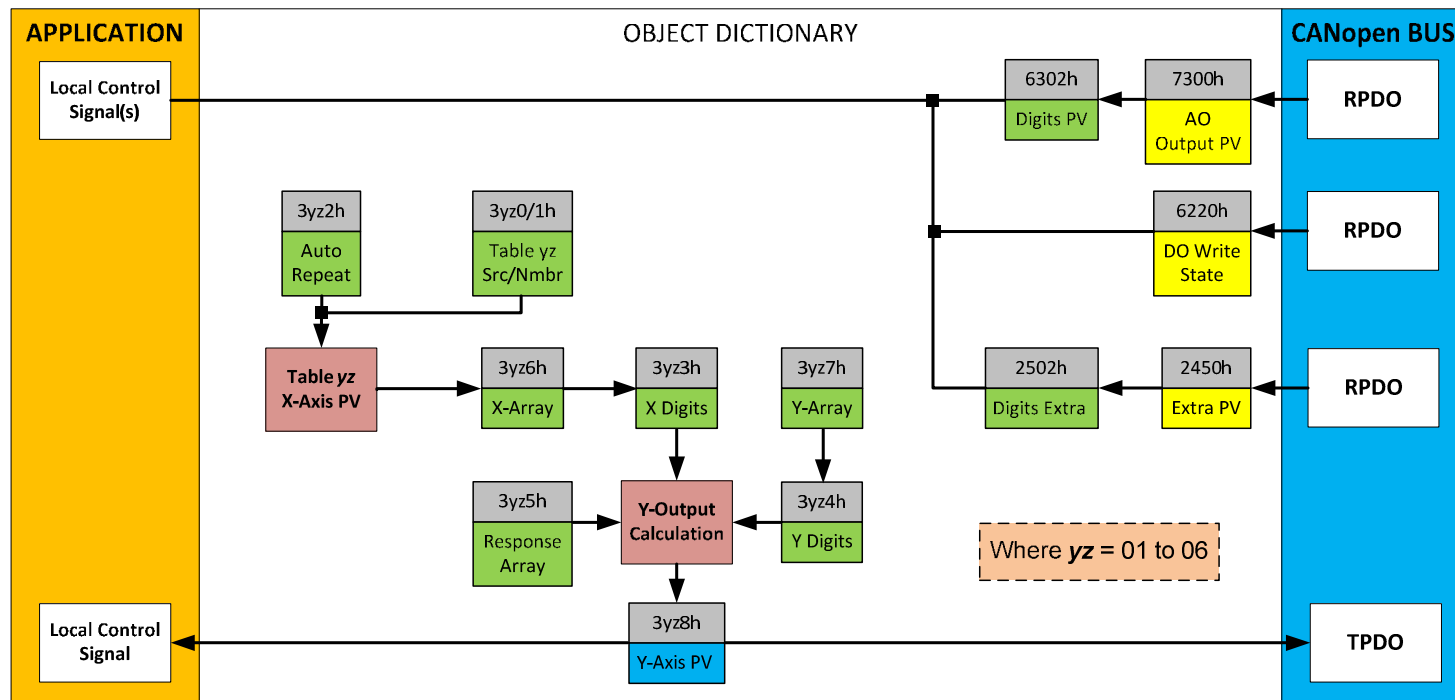 APPLICATION
OBJECT DICTIONARY
CANopen BUS
Local Control
Signal(s)
6302h
Digits PV
7300h
AO
Output PV
RPDO
3yz2h
Auto
Repeat
3yz0/1h
Table yz
Src/Nmbr
6220h
DO Write
State
RPDO
Table yz
X-Axis PV
3yz6h
X-Array
3yz3h
X Digits
3yz7h
Y-Array
2502h
Digits Extra
2450h
Extra PV
RPDO
3yz5h
Response
Array
Y-Output
Calculation
3yz4h
Y Digits
Where yz = 01 to 06
Local Control
Signal
3yz8h
Y-Axis PV
TPDO